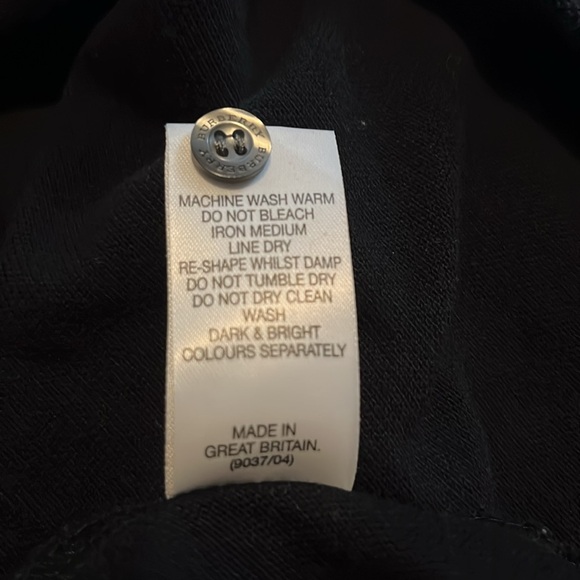 BURBERRY BURBERRY
MACHINE WASH WARM
DO NOT BLEACH
IRON MEDIUM
LINE DRY
RE-SHAPE WHILST DAMP
DO NOT TUMBLE DRY
DO NOT DRY CLEAN
WASH
DARK & BRIGHT
COLOURS SEPARATELY
MADE IN
GREAT BRITAIN.
(9037/04)